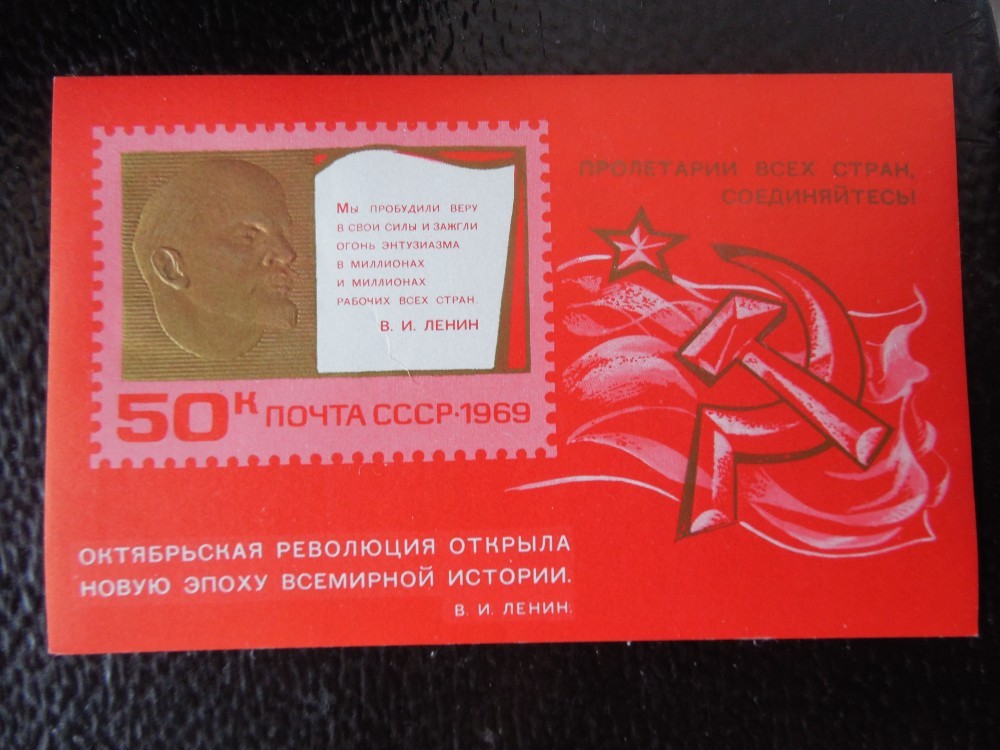 ПРОЛЕТАРИИ ВСЕХ СТРАН,
СОЕДИНЯЙТЕСЬ!
Мы пробудили веру
в свои силы и зажгли
огонь энтузиазма
в миллионах
и миллионах
рабочих всех стран.
В. И. ЛЕНИН
50К ПОЧТА СССР·1969
ОКТЯБРЬСКАЯ РЕВОЛЮЦИЯ ОТКРЫЛА
НОВУЮ ЭПОХУ ВСЕМИРНОЙ ИСТОРИИ.
В. И. ЛЕНИН.